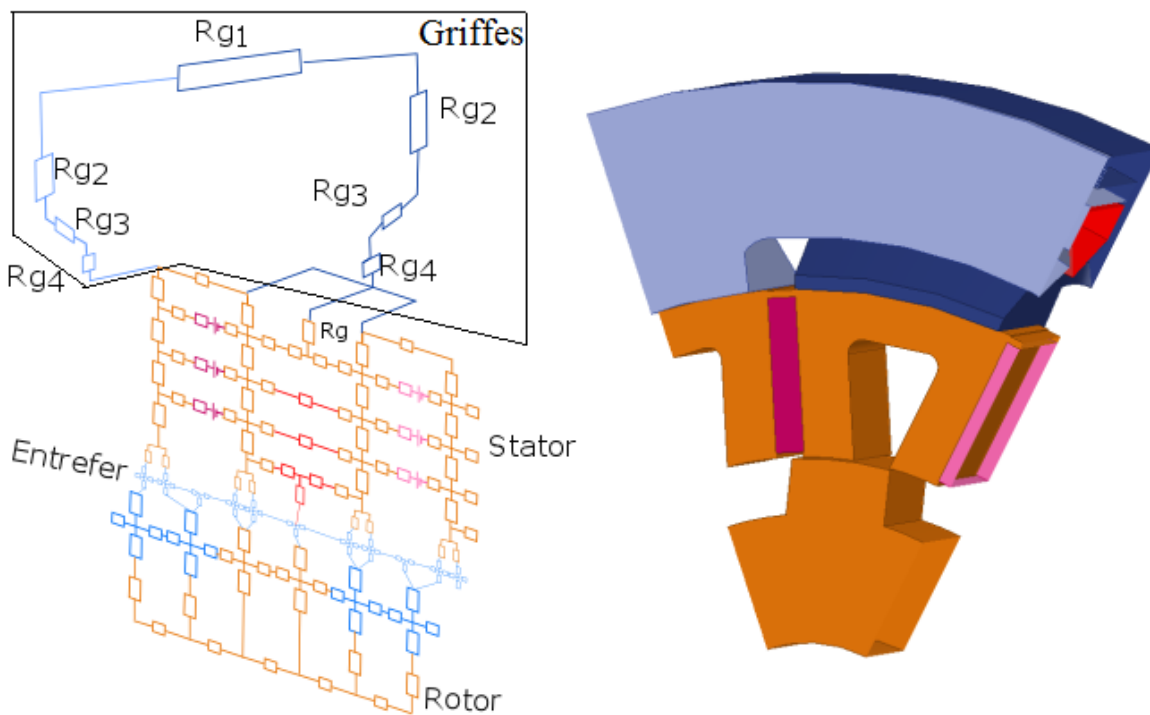 Griffes
Rg1
Rg2
Rg2
Rg3
Rg3
Rg4
Rg4
Rg
Stator
Entrefer
Rotor